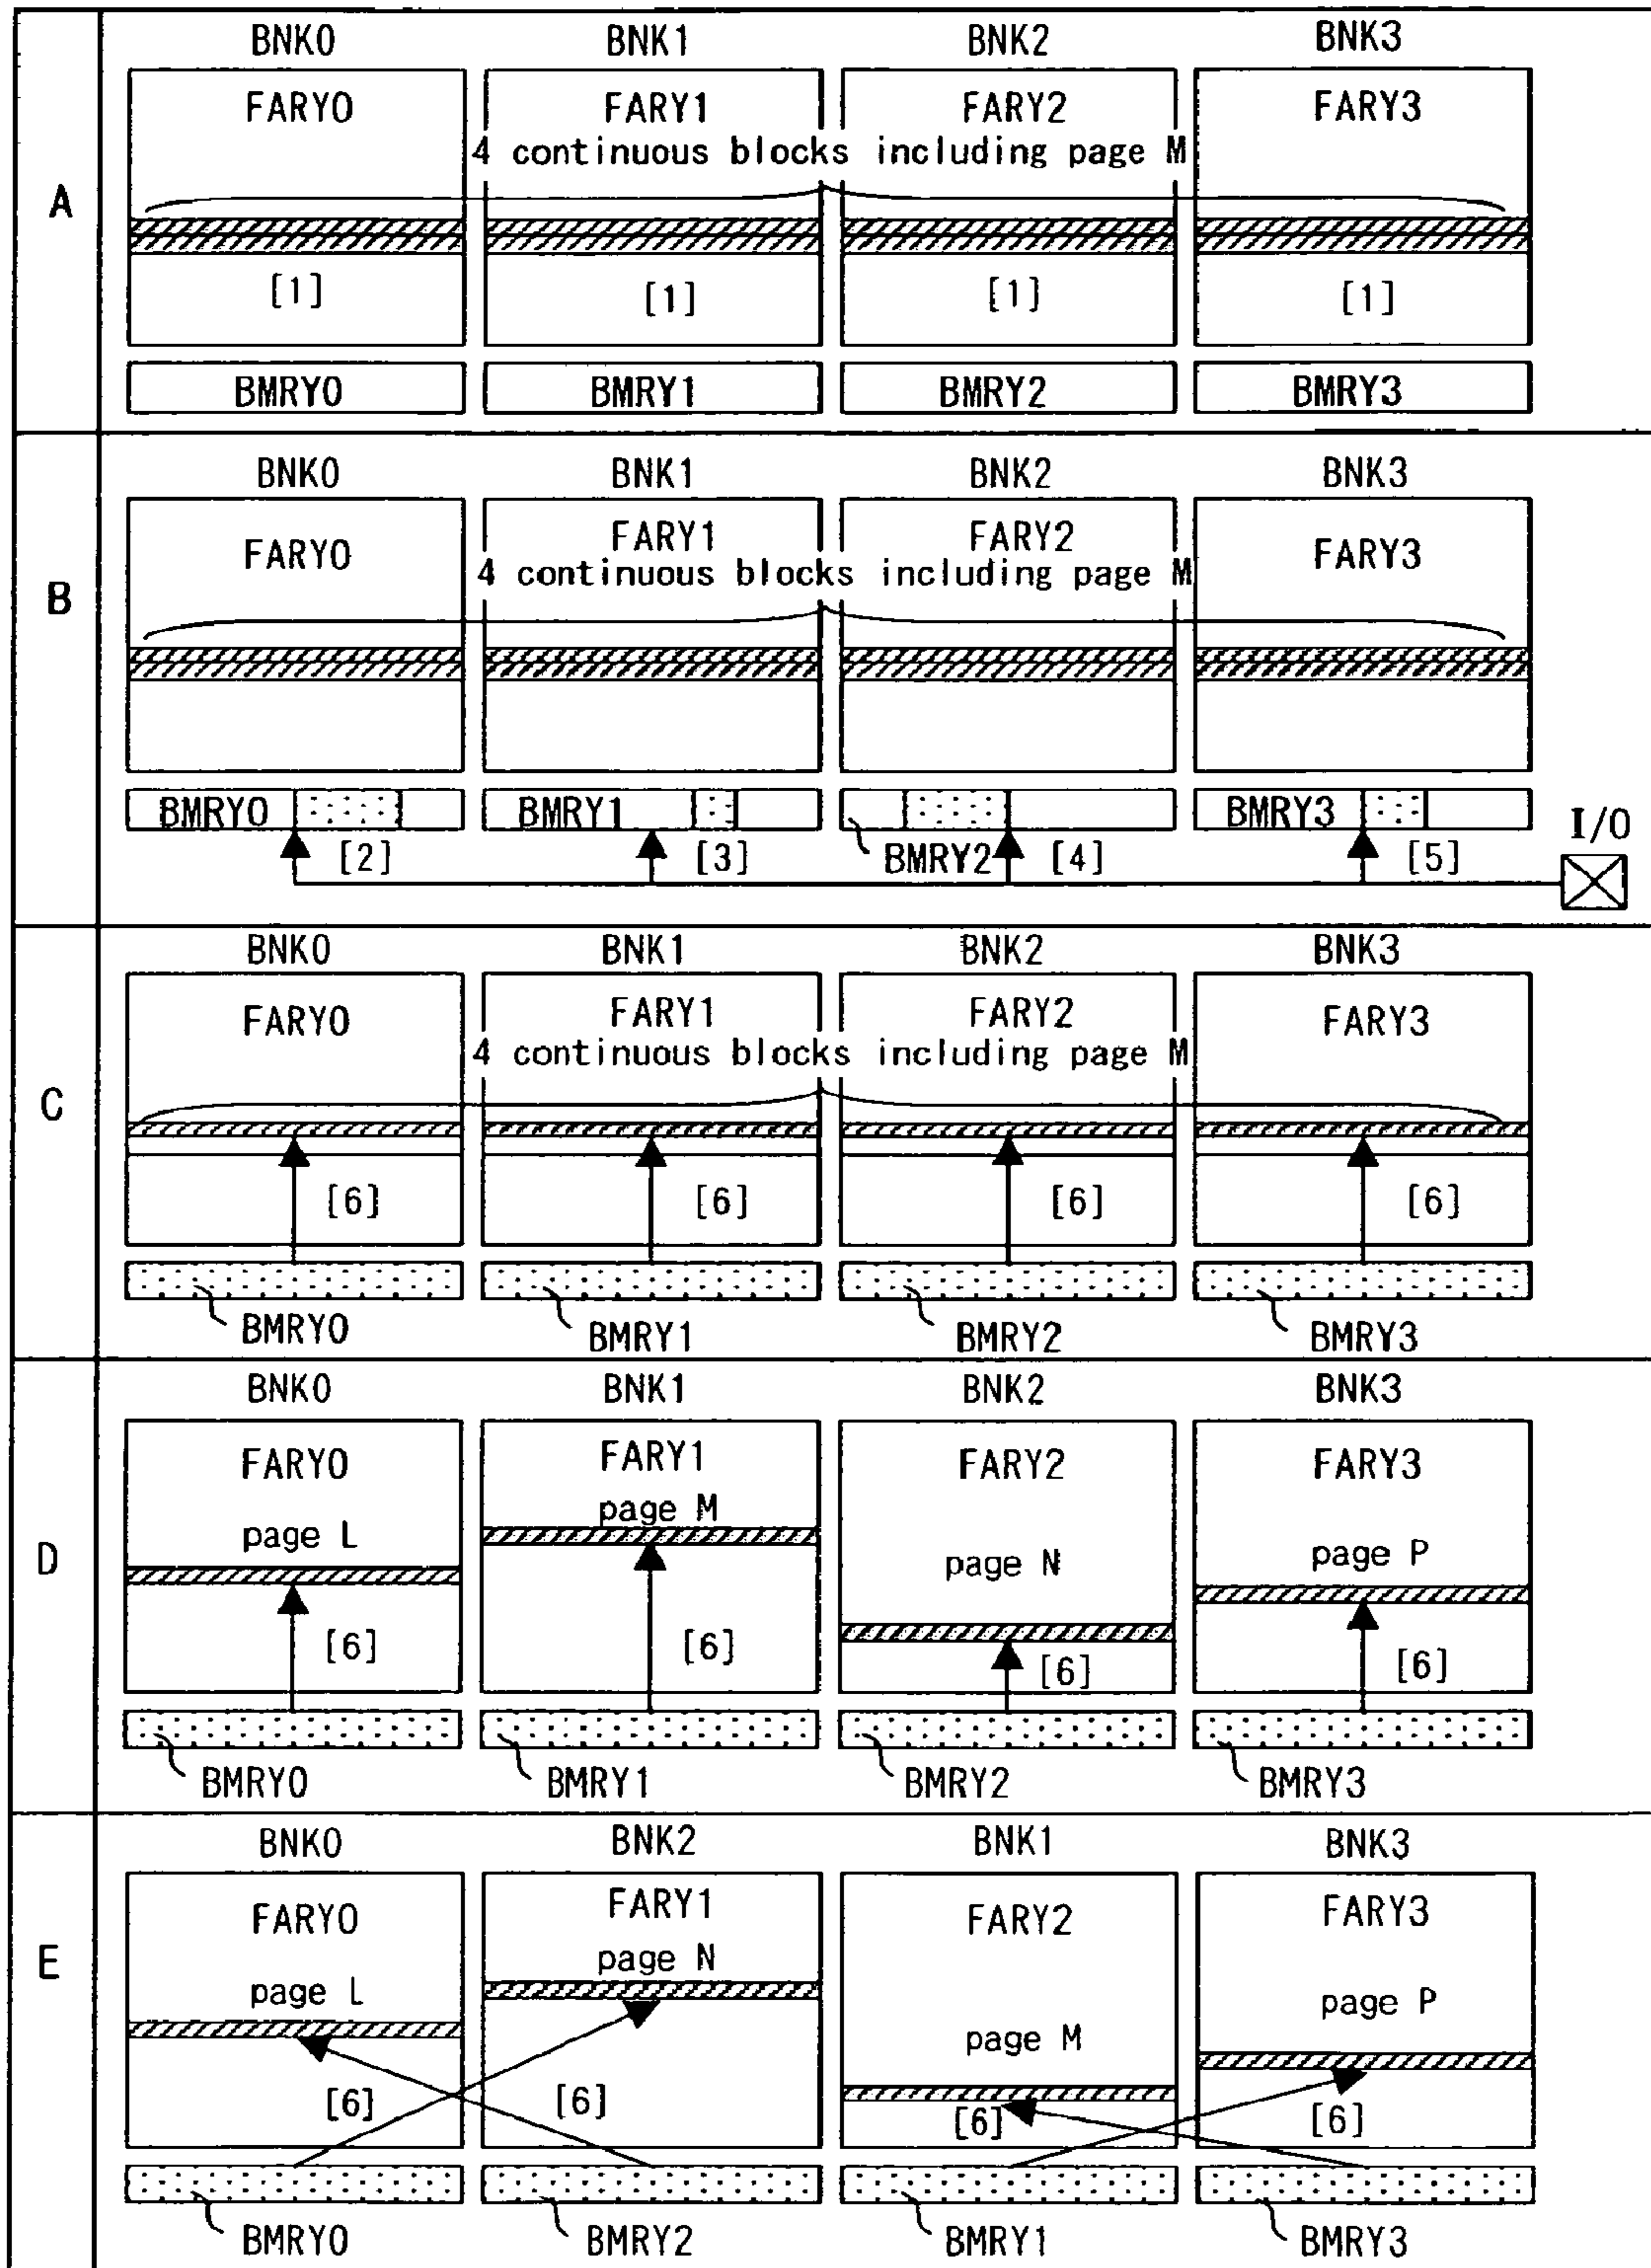 BNK0 BNK1 BNK2 BNK3
FARY0 FARY1 FARY2 FARY3
4 continuous blocks including page M
A
[1] [1] [1] [1]
BMRY0 BMRY1 BMRY2 BMRY3
BNK0 BNK1 BNK2 BNK3
FARY0 FARY1 FARY2 FARY3
4 continuous blocks including page M
B
BMRY0 BMRY1 BMRY3
I/O
[2] [3] BMRY2 [4] [5]
BNK0 BNK1 BNK2 BNK3
FARY0 FARY1 FARY2 FARY3
4 continuous blocks including page M
C
[6] [6] [6] [6]
BMRY0 BMRY1 BMRY2 BMRY3
BNK0 BNK1 BNK2 BNK3
FARY0 FARY1 FARY2 FARY3
page L page M page N page P
D
[6] [6] [6] [6]
BMRY0 BMRY1 BMRY2 BMRY3
BNK0 BNK2 BNK1 BNK3
FARY0 FARY1 FARY2 FARY3
page L page N page M page P
E
[6] [6] [6] [6]
BMRY0 BMRY2 BMRY1 BMRY3